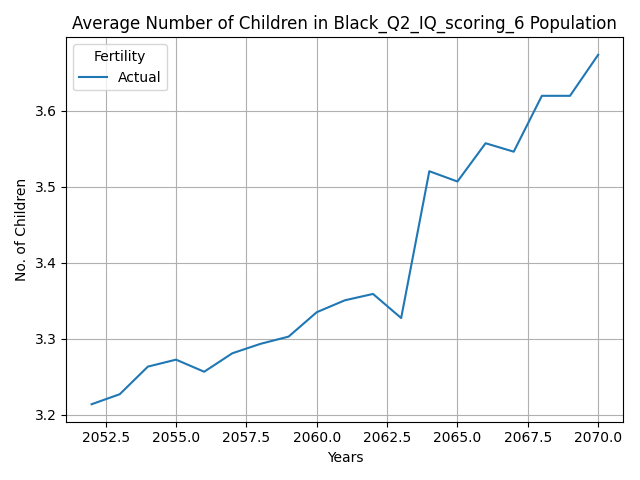 Average Number of Children in Black_Q2_IQ_scoring_6 Population
Fertility
Actual
No. of Children
3.6
3.5
3.4
3.3
3.2
2052.5 2055.0 2057.5 2060.0 2062.5 2065.0 2067.5 2070.0
Years